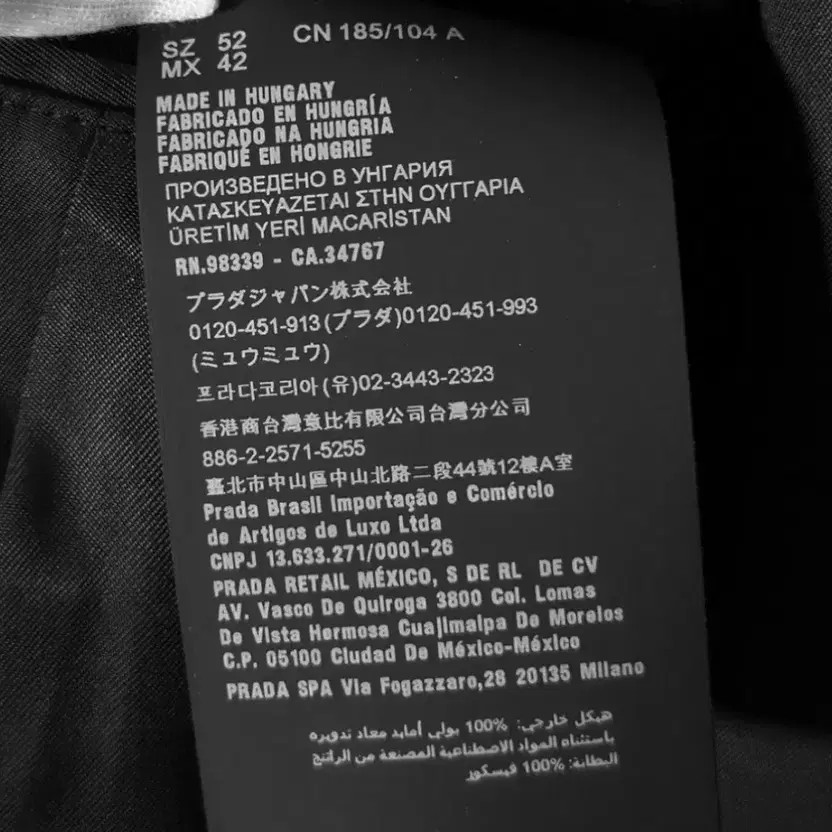 SZ 52 CN 185/104 A
MX 42
MADE IN HUNGARY
FABRICADO EN HUNGRÍA
FABRICADO NA HUNGRIA
FABRIQUÉ EN HONGRIE
ПРОИЗВЕДЕНО В УНГАРИЯ
ΚΑΤΑΣΚΕΥΑΖΕΤΑΙ ΣΤΗΝ ΟΥΓΓΑΡΙΑ
ÜRETİM YERİ MACARİSTAN
RN.98339 - CA.34767
プラダジャパン株式会社
0120-451-913(プラダ)0120-451-993
(ミュウミュウ)
프라다코리아(유)02-3443-2323
香港商台灣意比有限公司台灣分公司
886-2-2571-5255
臺北市中山區中山北路二段44號12樓A室
Prada Brasil Importação e Comércio
de Artigos de Luxo Ltda
CNPJ 13.633.271/0001-26
PRADA RETAIL MÉXICO, S DE RL DE CV
AV. Vasco De Quiroga 3800 Col. Lomas
De Vista Hermosa Cuajimalpa De Morelos
C.P. 05100 Ciudad De México-México
PRADA SPA Via Fogazzaro,28 20135 Milano
هيكل خارجي: 100% بولي أمايد معاد تدويره
باستثناء المواد الاصطناعية المصنعة من الراتنج
البطانة: 100% فيسكوز